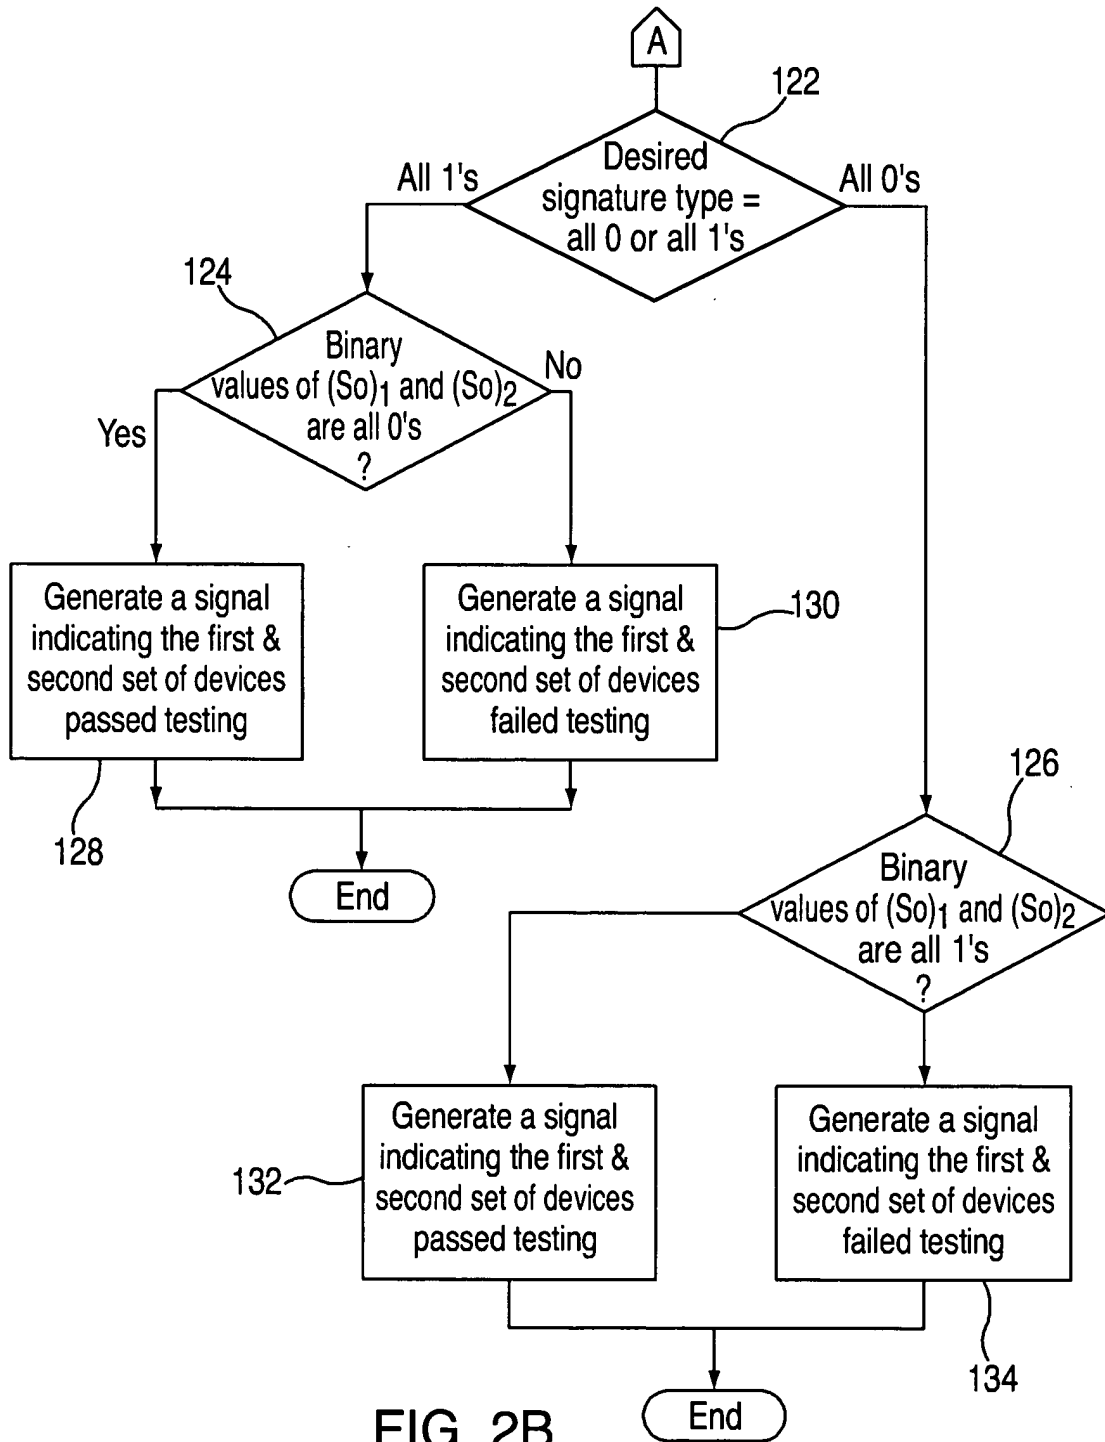 A
122
Desired
signature type =
all 0 or all 1's
All 1's
All 0's
124
Binary
values of (So)1 and (So)2
are all 0's
?
Yes
No
Generate a signal
indicating the first &
second set of devices
passed testing
128
Generate a signal
indicating the first &
second set of devices
failed testing
130
End
126
Binary
values of (So)1 and (So)2
are all 1's
?
Generate a signal
indicating the first &
second set of devices
passed testing
132
Generate a signal
indicating the first &
second set of devices
failed testing
134
End
FIG. 2B